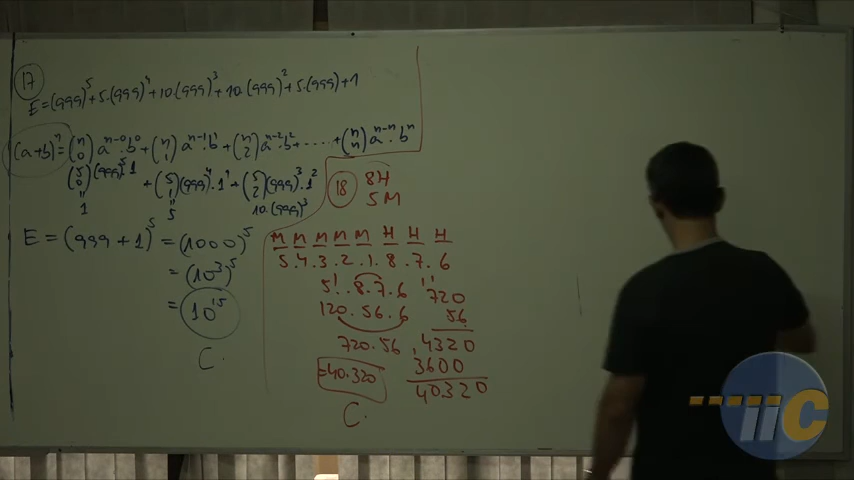 17
E=(999)⁵+5.(999)⁴+10.(999)³+10.(999)²+5.(999)+1
(a+b)ⁿ=(n 0)aⁿ⁻⁰.b⁰+(n 1)aⁿ⁻¹.b¹+(n 2)aⁿ⁻².b²+.....+(n n)aⁿ⁻ⁿ.bⁿ
(5 0)(999)⁵.1 +(5 1)(999)⁴.1⁴+(5 2)(999)³.1²
" "
1 5 10.(999)³
E=(999+1)⁵=(1000)⁵
=(10³)⁵
=10¹⁵
C.
18 8H
5M
M M M M M H H H
5.4.3.2.1.8.7.6
5!.8.7.6
120.56.6
720.56
=40.320
C.
720
56
4320
3600
40320
iiC